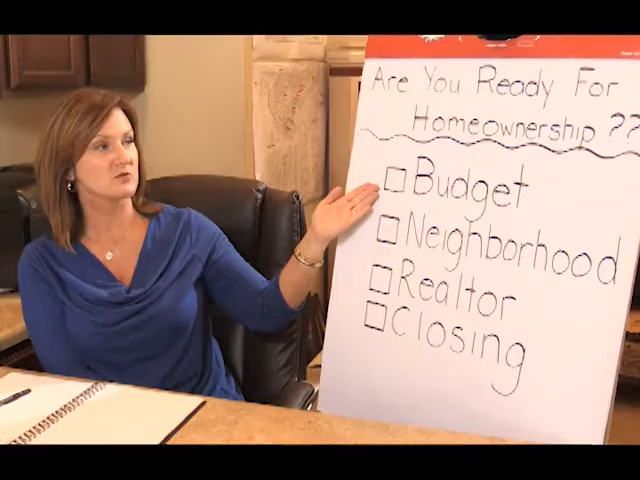 Are You Ready For
Homeownership ??
Budget
Neighborhood
Realtor
Closing